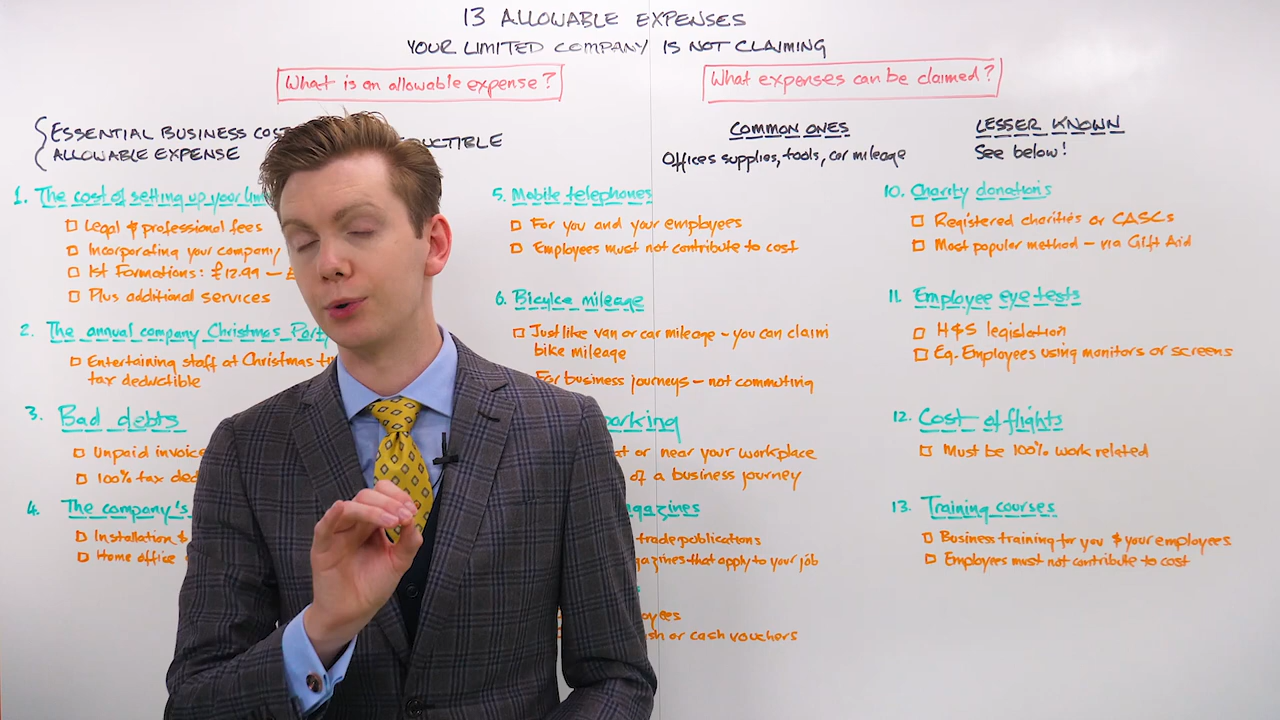 13 ALLOWABLE EXPENSES
YOUR LIMITED COMPANY IS NOT CLAIMING
What is an allowable expense?
What expenses can be claimed?
ESSENTIAL BUSINESS COS
ALLOWABLE EXPENSE
UCTIBLE
COMMON ONES
Offices supplies, tools, car mileage
LESSER KNOWN
See below!
1. The cost of setting up your lim
Legal & professional fees
Incorporating your company
1st Formations: £12.99 —
Plus additional services
2. The annual company Christmas Part
Entertaining staff at Christmas
tax deductible
3. Bad debts
Unpaid invoice
100% tax ded
4. The company's
Installation &
Home office
5. Mobile telephones
For you and your employees
Employees must not contribute to cost
6. Bicylce mileage
Just like van or car mileage - you can claim
bike mileage
For business journeys - not commuting
parking
at or near your workplace
of a business journey
gazines
trade publications
gazines that apply to your job
oyees
sh or cash vouchers
10. Charity donations
Registered charities or CASCs
Most popular method - via Gift Aid
11. Employee eye tests
H&S legislation
Eg. Employees using monitors or screens
12. Cost of flights
Must be 100% work related
13. Training courses
Business training for you & your employees
Employees must not contribute to cost